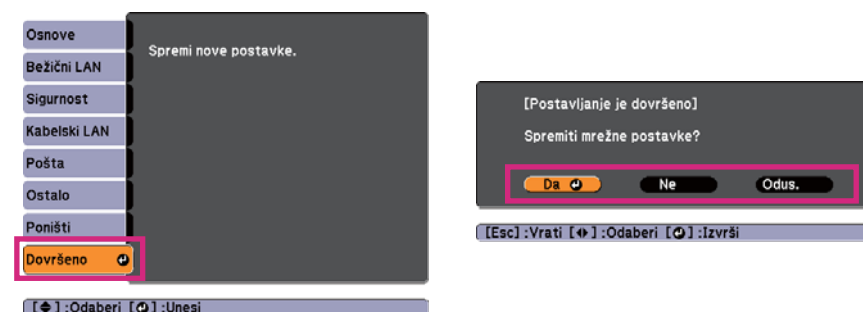 Osnove
Bežični LAN
Sigurnost
Kabelski LAN
Pošta
Ostalo
Poništi
Dovršeno
Spremi nove postavke.
[◆] :Odaberi [↵] :Unesi
[Postavljanje je dovršeno]
Spremiti mrežne postavke?
Da ↵ Ne Odus.
[Esc] :Vrati [◆] :Odaberi [↵] :Izvrši